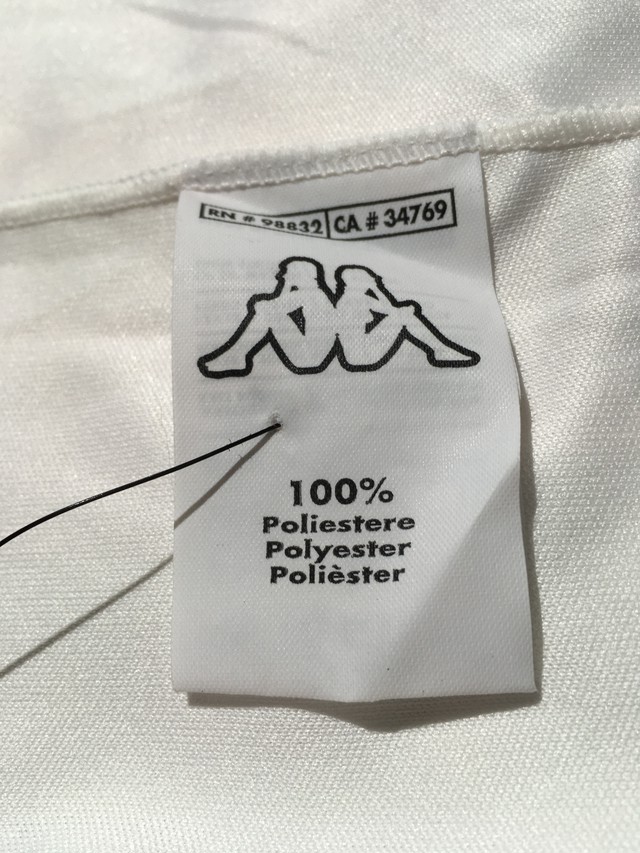 RN # 98832 CA # 34769
100%
Poliestere
Polyester
Polièster